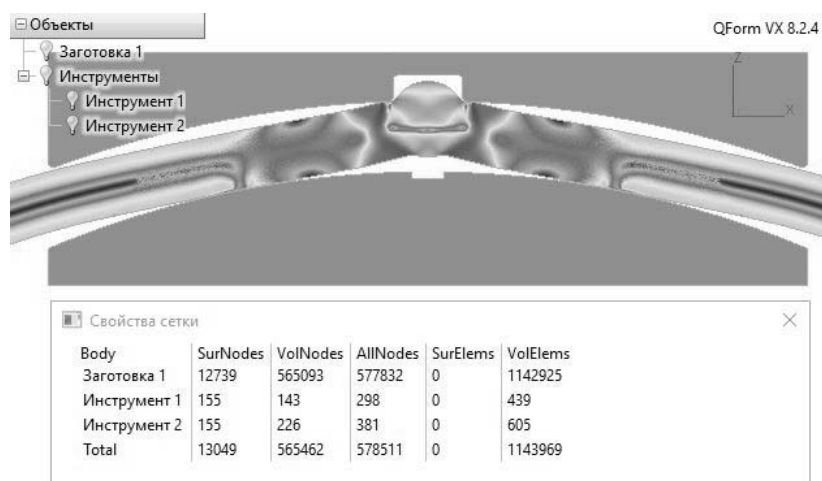 Объекты
QForm VX 8.2.4
Заготовка 1
Инструменты
Инструмент 1
Инструмент 2
Z
X
Свойства сетки
Body SurNodes VolNodes AllNodes SurElems VolElems
Заготовка 1 12739 565093 577832 0 1142925
Инструмент 1 155 143 298 0 439
Инструмент 2 155 226 381 0 605
Total 13049 565462 578511 0 1143969